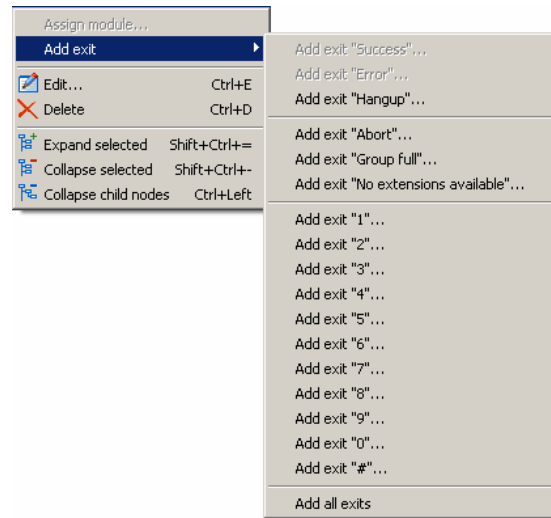 Assign module...
Add exit
Edit... Ctrl+E
Delete Ctrl+D
Expand selected Shift+Ctrl+=
Collapse selected Shift+Ctrl+-
Collapse child nodes Ctrl+Left
Add exit "Success"...
Add exit "Error"...
Add exit "Hangup"...
Add exit "Abort"...
Add exit "Group full"...
Add exit "No extensions available"...
Add exit "1"...
Add exit "2"...
Add exit "3"...
Add exit "4"...
Add exit "5"...
Add exit "6"...
Add exit "7"...
Add exit "8"...
Add exit "9"...
Add exit "0"...
Add exit "#"...
Add all exits